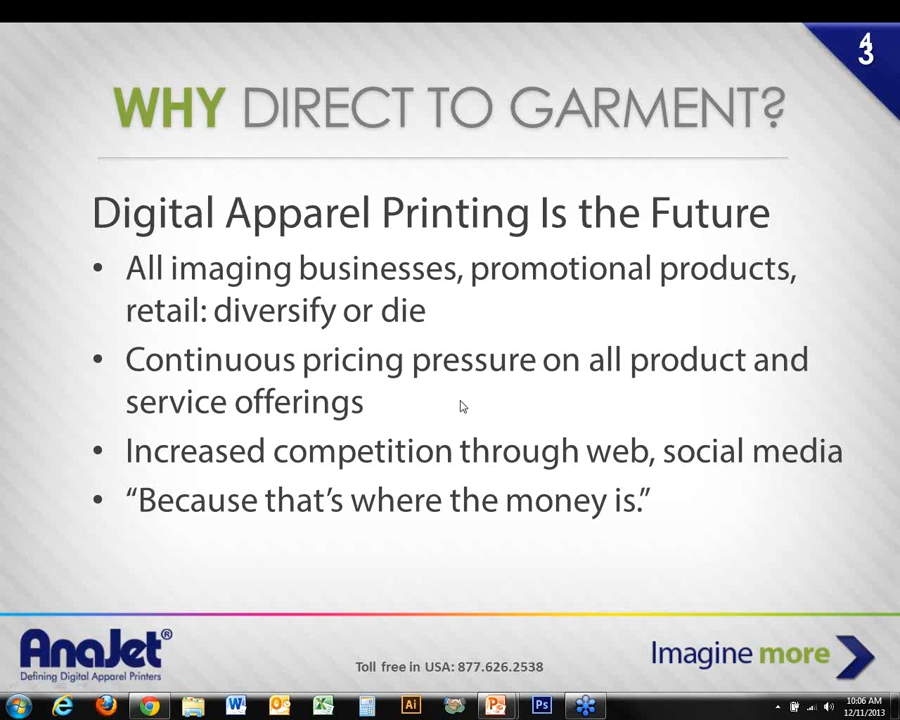 4
3
WHY DIRECT TO GARMENT?
Digital Apparel Printing Is the Future
• All imaging businesses, promotional products,
retail: diversify or die
• Continuous pricing pressure on all product and
service offerings
• Increased competition through web, social media
• “Because that’s where the money is.”
AnaJet®
Defining Digital Apparel Printers
Toll free in USA: 877.626.2538
Imagine more
10:06 AM
12/11/2013